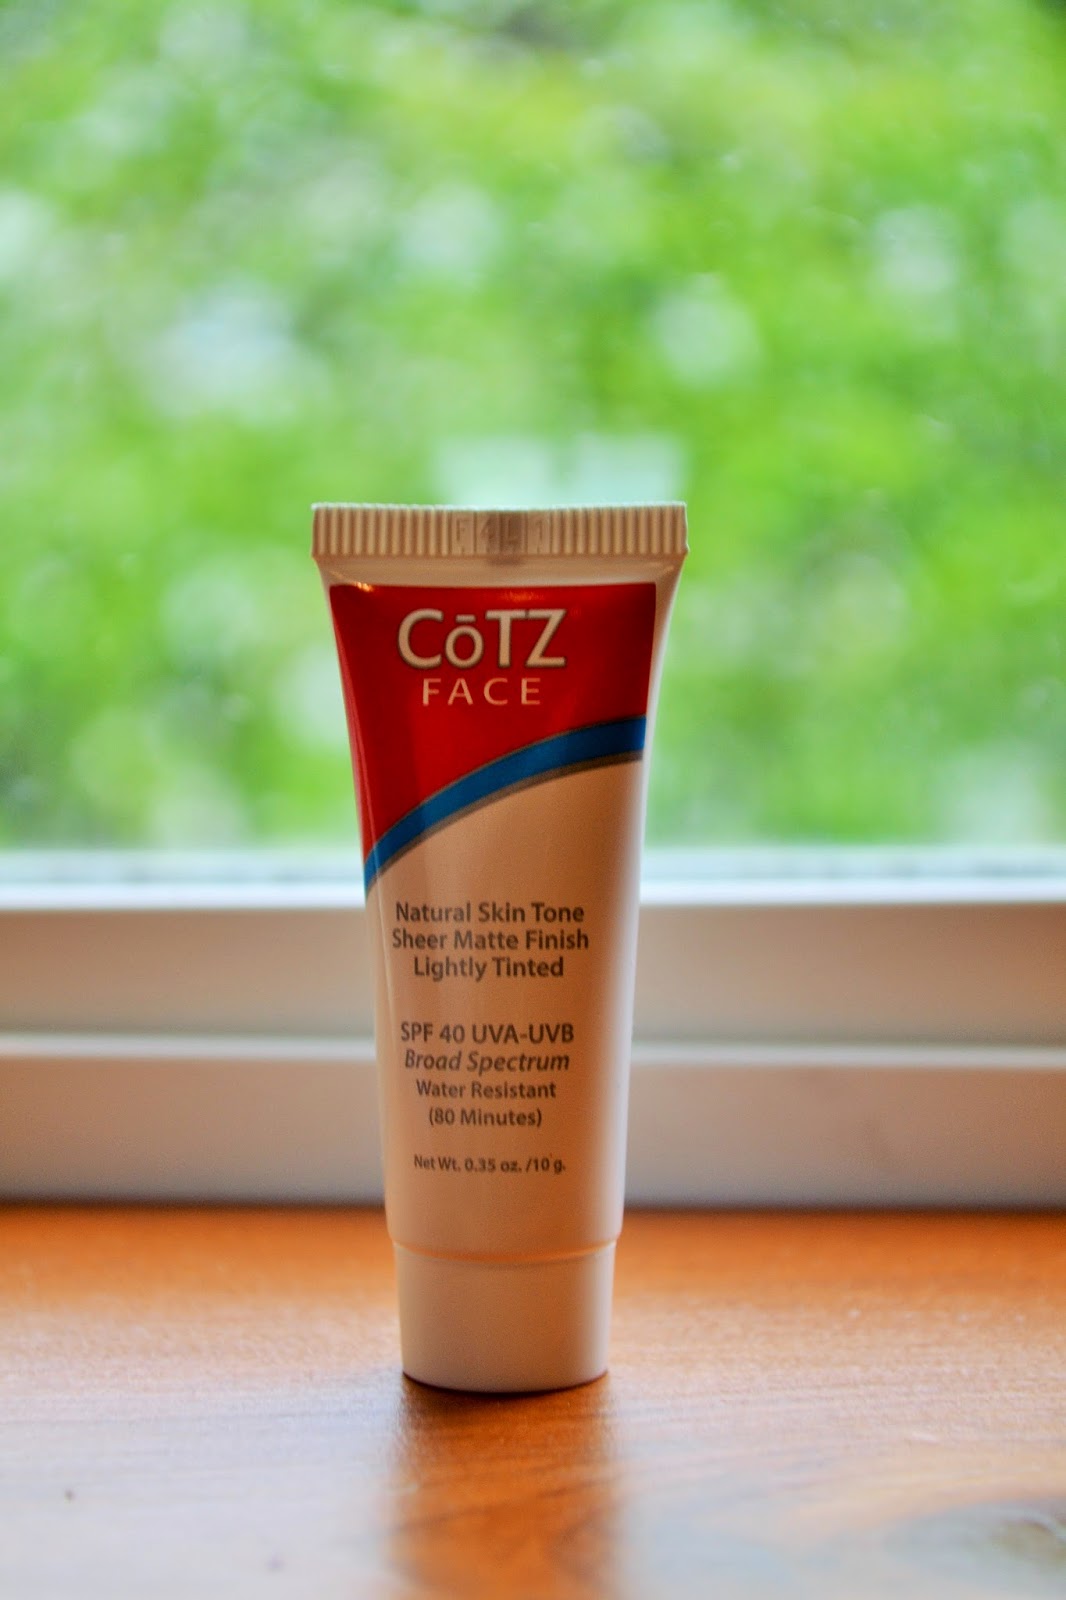 CōTZ
FACE
Natural Skin Tone
Sheer Matte Finish
Lightly Tinted
SPF 40 UVA-UVB
Broad Spectrum
Water Resistant
(80 Minutes)
Net Wt. 0.35 oz. /10 g.